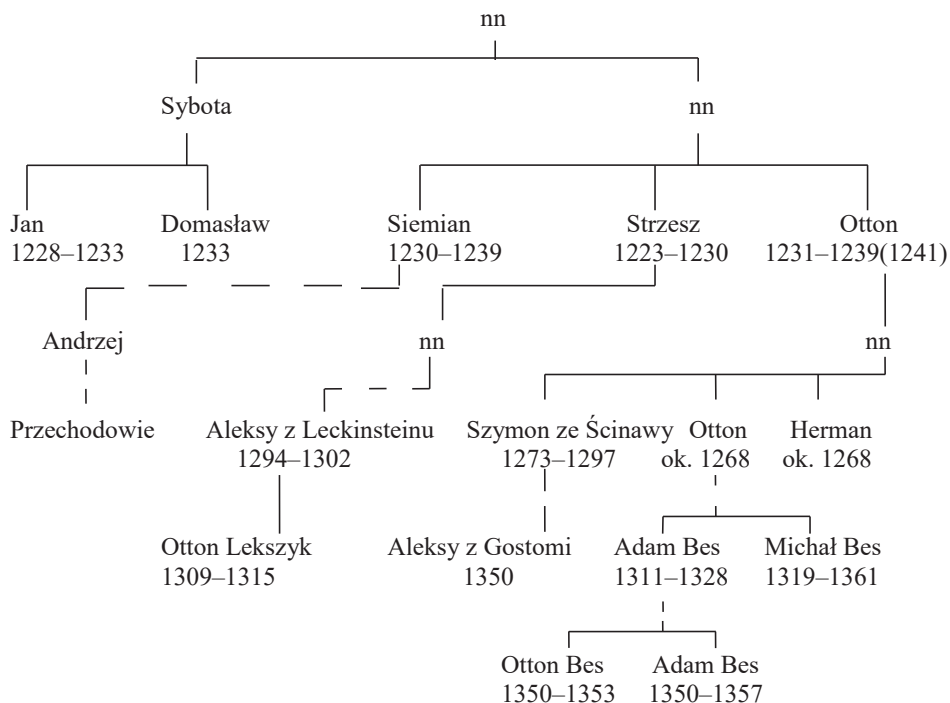 nn
Sybota nn
Jan Domasław Siemian Strzesz Otton
1228–1233 1233 1230–1239 1223–1230 1231–1239(1241)
Andrzej nn nn
Przechodowie Aleksy z Leckinsteinu Szymon ze Ścinawy Otton Herman
1294–1302 1273–1297 ok. 1268 ok. 1268
Otton Lekszyk Aleksy z Gostomi Adam Bes Michał Bes
1309–1315 1350 1311–1328 1319–1361
Otton Bes Adam Bes
1350–1353 1350–1357